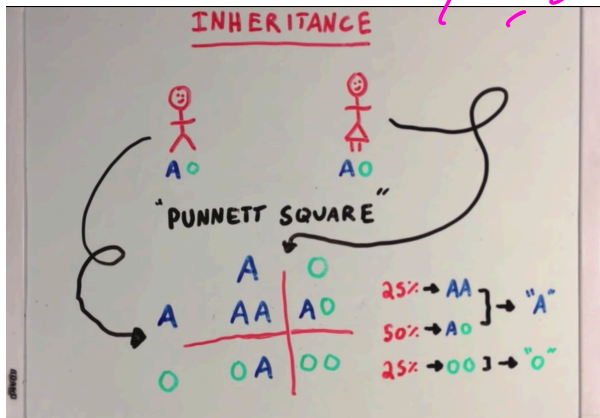 INHERITANCE
AO AO
"PUNNETT SQUARE"
A O
A AA AO
O OA OO
25% → AA ] → "A"
50% → AO
25% → OO ] → "O"